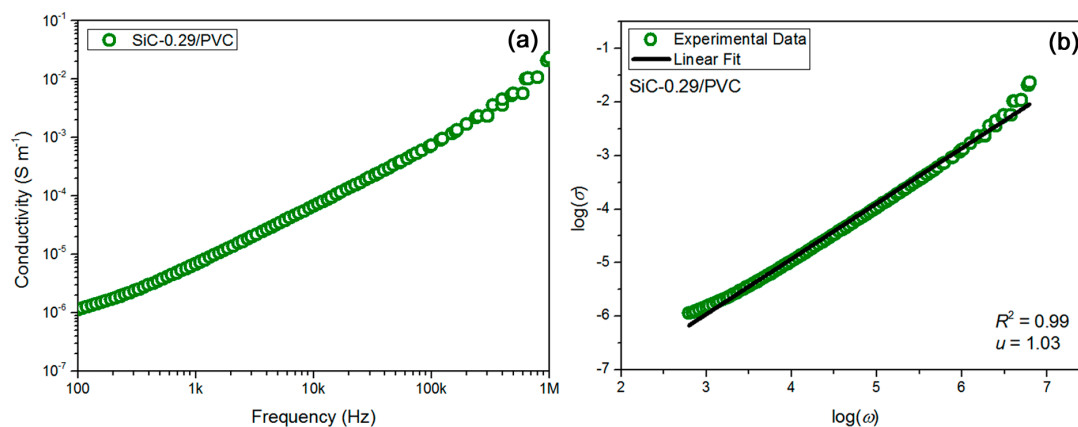 10⁻¹
10⁻²
10⁻³
10⁻⁴
10⁻⁵
10⁻⁶
10⁻⁷
Conductivity (S m⁻¹)
SiC-0.29/PVC
(a)
100 1k 10k 100k 1M
Frequency (Hz)
-1
-2
-3
-4
-5
-6
-7
log(σ)
Experimental Data
Linear Fit
(b)
SiC-0.29/PVC
R² = 0.99
u = 1.03
2 3 4 5 6 7
log(ω)